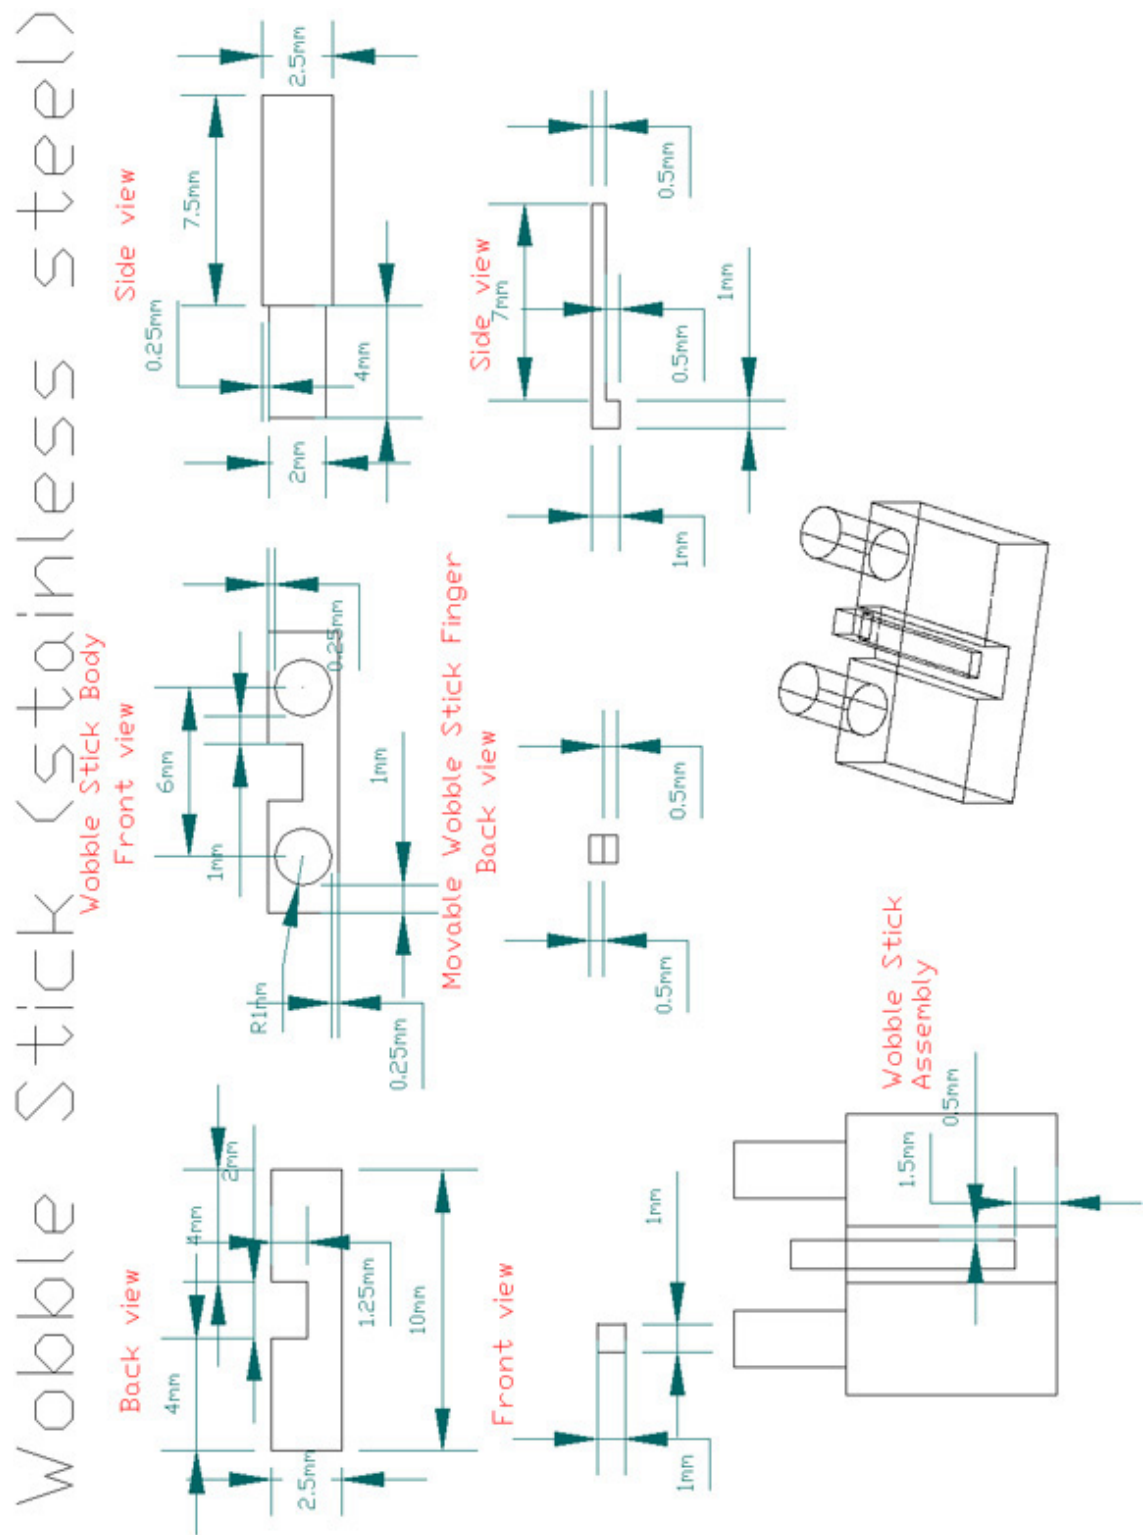 Wobble Stick (stainless steel)
Wobble Stick Body
Back view
4mm
4mm
2mm
2.5mm
1.25mm
10mm
Front view
6mm
1mm
0.25mm
R1mm
1mm
0.25mm
Side view
0.25mm
7.5mm
2.5mm
2mm
4mm
Movable Wobble Stick Finger
Front view
1mm
1mm
Back view
0.5mm
0.5mm
Side view
7mm
0.5mm
0.5mm
1mm
1mm
Wobble Stick
Assembly
1.5mm
0.5mm